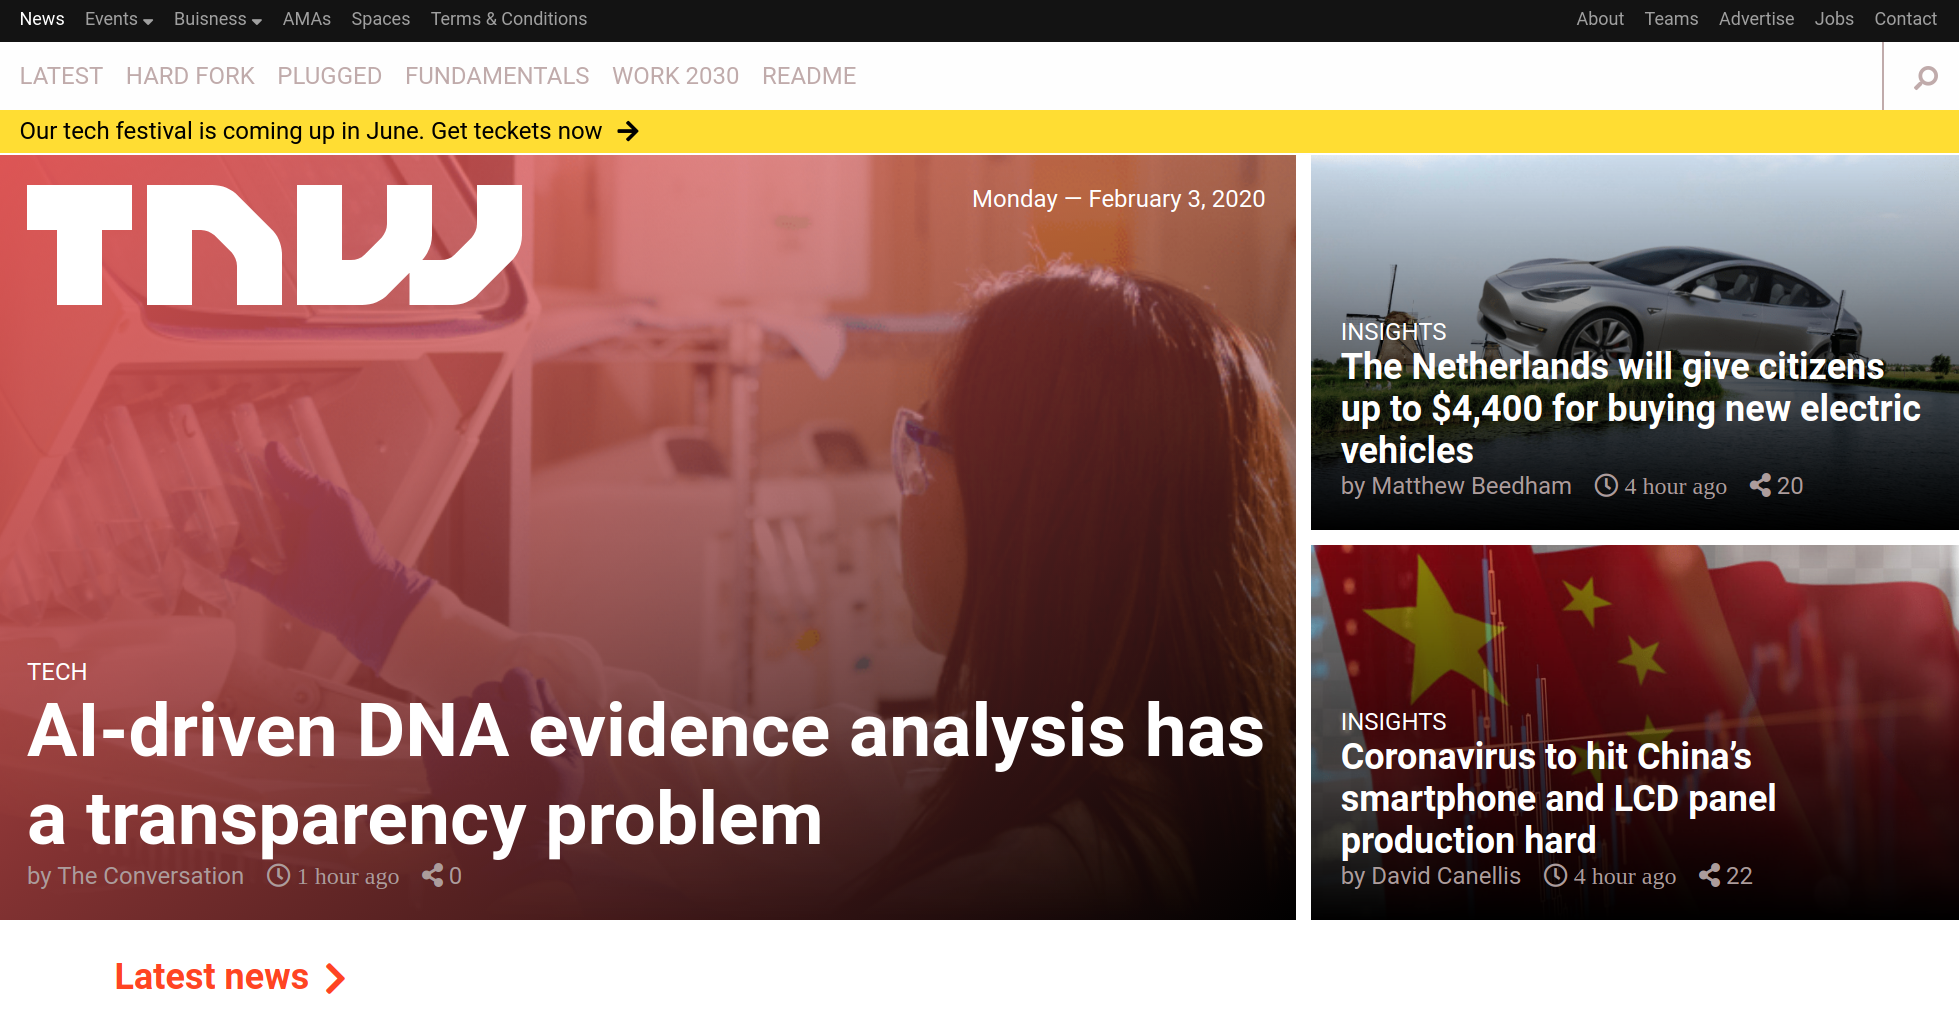 News Events Buisness AMAs Spaces Terms & Conditions About Teams Advertise Jobs Contact
LATEST HARD FORK PLUGGED FUNDAMENTALS WORK 2030 README
Our tech festival is coming up in June. Get teckets now
TNW
Monday — February 3, 2020
TECH
AI-driven DNA evidence analysis has
a transparency problem
by The Conversation 1 hour ago 0
INSIGHTS
The Netherlands will give citizens
up to $4,400 for buying new electric
vehicles
by Matthew Beedham 4 hour ago 20
INSIGHTS
Coronavirus to hit China’s
smartphone and LCD panel
production hard
by David Canellis 4 hour ago 22
Latest news